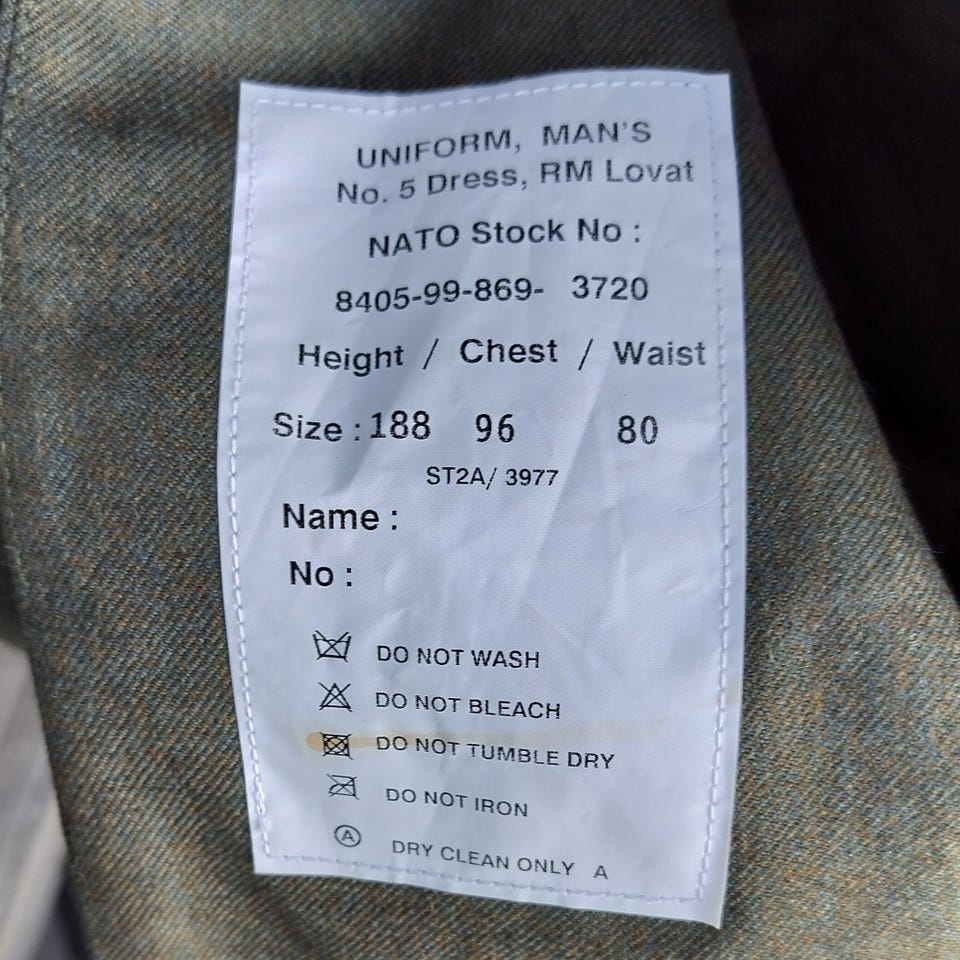 UNIFORM, MAN'S
No. 5 Dress, RM Lovat
NATO Stock No :
8405-99-869- 3720
Height / Chest / Waist
Size : 188 96 80
ST2A/ 3977
Name :
No :
DO NOT WASH
DO NOT BLEACH
DO NOT TUMBLE DRY
DO NOT IRON
A DRY CLEAN ONLY A